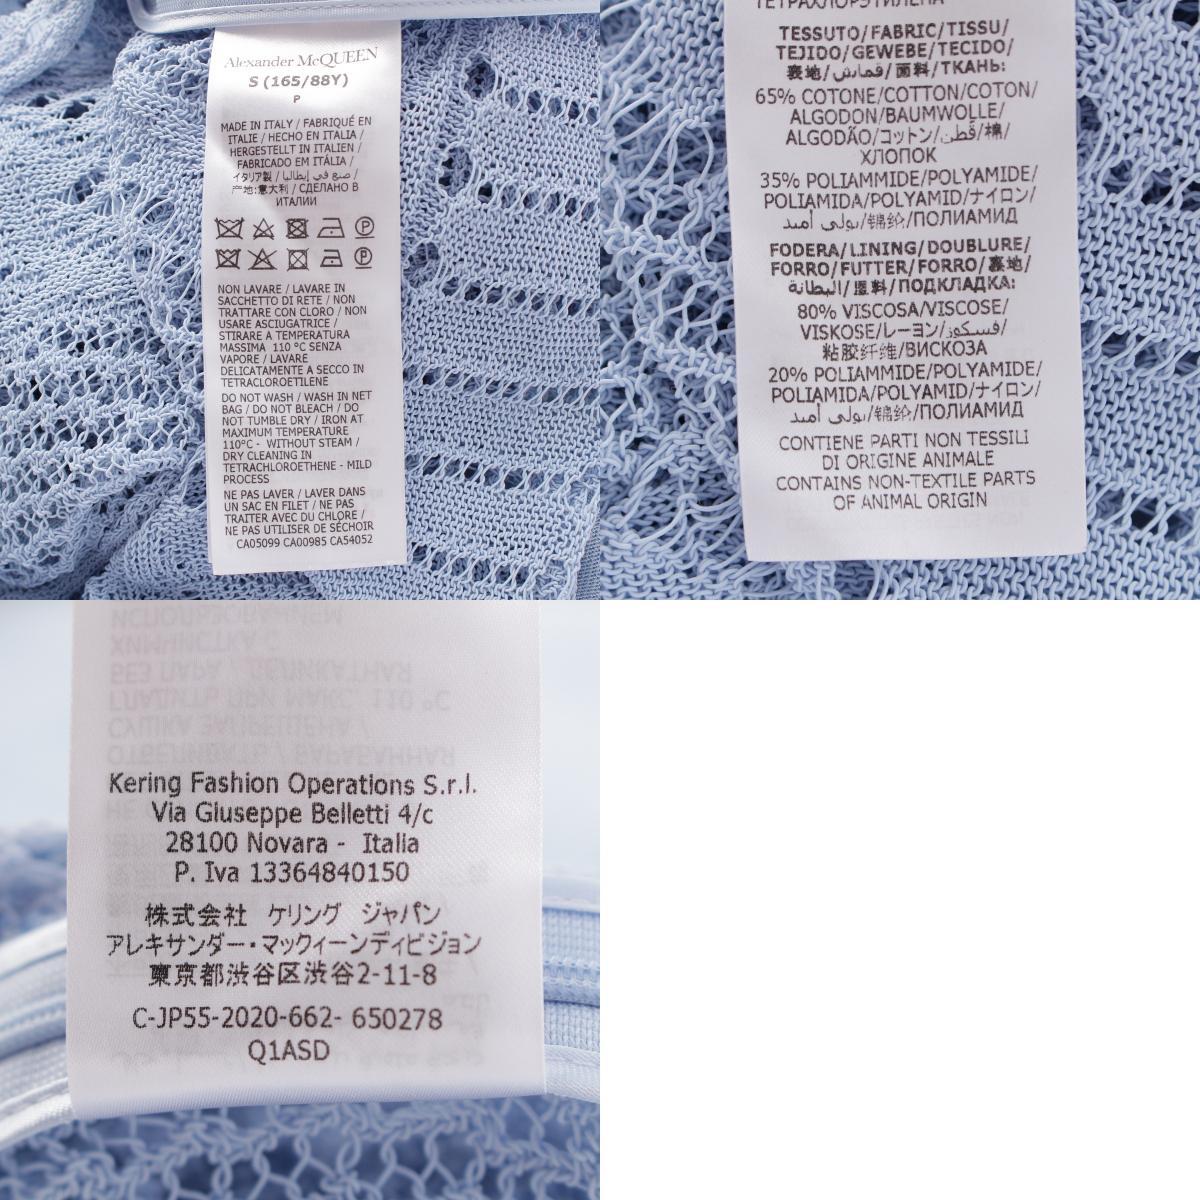 Alexander McQUEEN
S (165/88Y)
P
MADE IN ITALY / FABRIQUÉ EN
ITALIE / HECHO EN ITALIA /
HERGESTELLT IN ITALIEN /
FABRICADO EM ITÁLIA /
イタリア製 / صنع في إيطاليا /
产地:意大利 / СДЕЛАНО В
ИТАЛИИ
NON LAVARE / LAVARE IN
SACCHETTO DI RETE / NON
TRATTARE CON CLORO / NON
USARE ASCIUGATRICE /
STIRARE A TEMPERATURA
MASSIMA 110 °C SENZA
VAPORE / LAVARE
DELICATAMENTE A SECCO IN
TETRACLOROETILENE
DO NOT WASH / WASH IN NET
BAG / DO NOT BLEACH / DO
NOT TUMBLE DRY / IRON AT
MAXIMUM TEMPERATURE
110°C - WITHOUT STEAM /
DRY CLEANING IN
TETRACHLOROETHENE - MILD
PROCESS
NE PAS LAVER / LAVER DANS
UN SAC EN FILET / NE PAS
TRAITER AVEC DU CHLORE /
NE PAS UTILISER DE SÉCHOIR
CA05099 CA00985 CA54052
ТЕТРАХЛОРЭТИЛЕНА
TESSUTO/FABRIC/TISSU/
TEJIDO/GEWEBE/TECIDO/
表地/قماش/面料/ТКАНЬ:
65% COTONE/COTTON/COTON/
ALGODON/BAUMWOLLE/
ALGODÃO/コットン/قطن/棉/
ХЛОПОК
35% POLIAMMIDE/POLYAMIDE/
POLIAMIDA/POLYAMID/ナイロン/
بولي أميد/锦纶/ПОЛИАМИД
FODERA/LINING/DOUBLURE/
FORRO/FUTTER/FORRO/裏地/
البطانة/里料/ПОДКЛАДКА:
80% VISCOSA/VISCOSE/
VISKOSE/レーヨン/فسكوز/
粘胶纤维/ВИСКОЗА
20% POLIAMMIDE/POLYAMIDE/
POLIAMIDA/POLYAMID/ナイロン/
بولي أميد/锦纶/ПОЛИАМИД
CONTIENE PARTI NON TESSILI
DI ORIGINE ANIMALE
CONTAINS NON-TEXTILE PARTS
OF ANIMAL ORIGIN
Kering Fashion Operations S.r.l.
Via Giuseppe Belletti 4/c
28100 Novara - Italia
P. Iva 13364840150
株式会社 ケリング ジャパン
アレキサンダー・マックィーンディビジョン
東京都渋谷区渋谷2-11-8
C-JP55-2020-662- 650278
Q1ASD